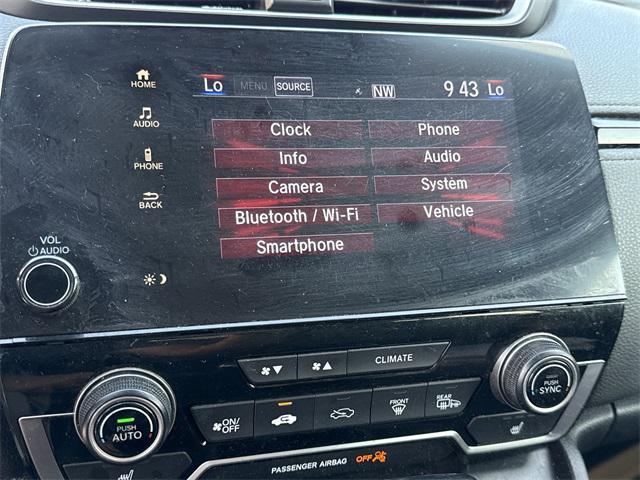 HOME
Lo MENU SOURCE NW 9 43 Lo
AUDIO
Clock Phone
PHONE
Info Audio
BACK
Camera System
Bluetooth / Wi-Fi Vehicle
Smartphone
VOL
AUDIO
CLIMATE
PUSH
AUTO
ON/
OFF
FRONT
REAR
PUSH
SYNC
PASSENGER AIRBAG OFF